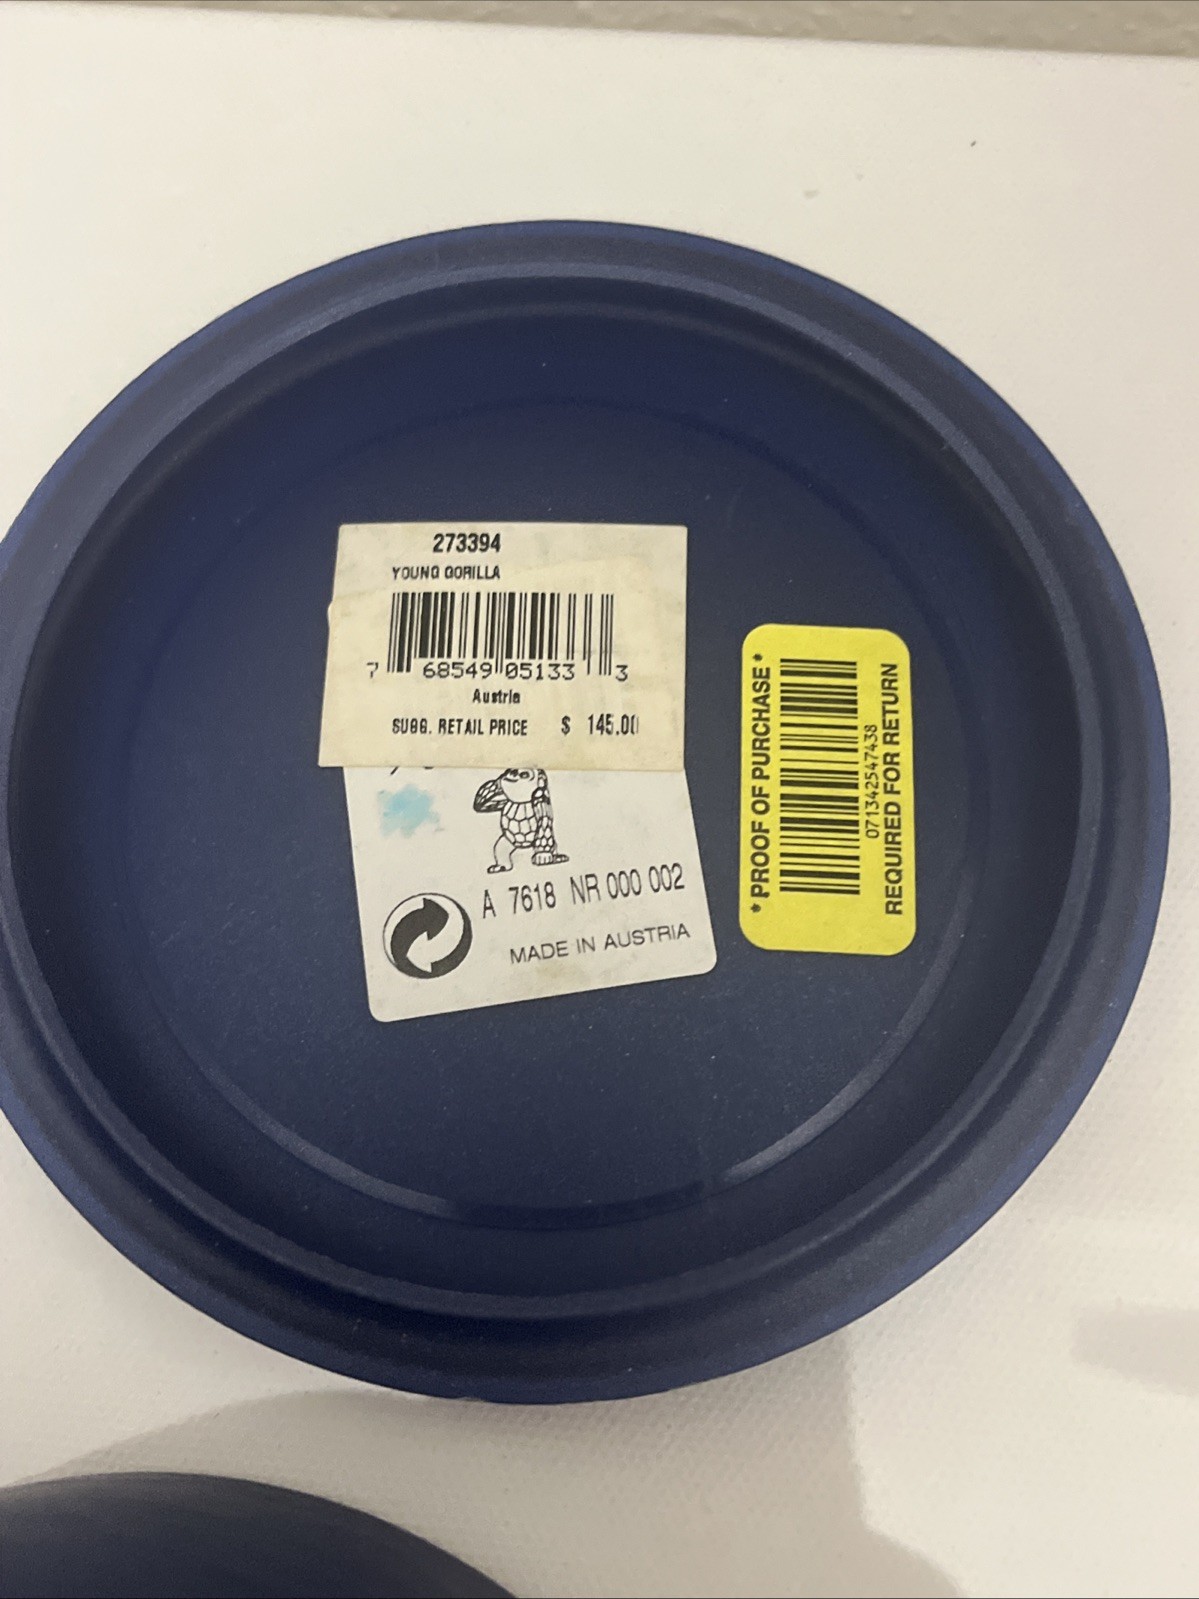 273394
YOUNG GORILLA
7 68549 05133 3
Austria
SUGG. RETAIL PRICE $ 145.00
A 7618 NR 000 002
MADE IN AUSTRIA
*PROOF OF PURCHASE*
071342547438
REQUIRED FOR RETURN